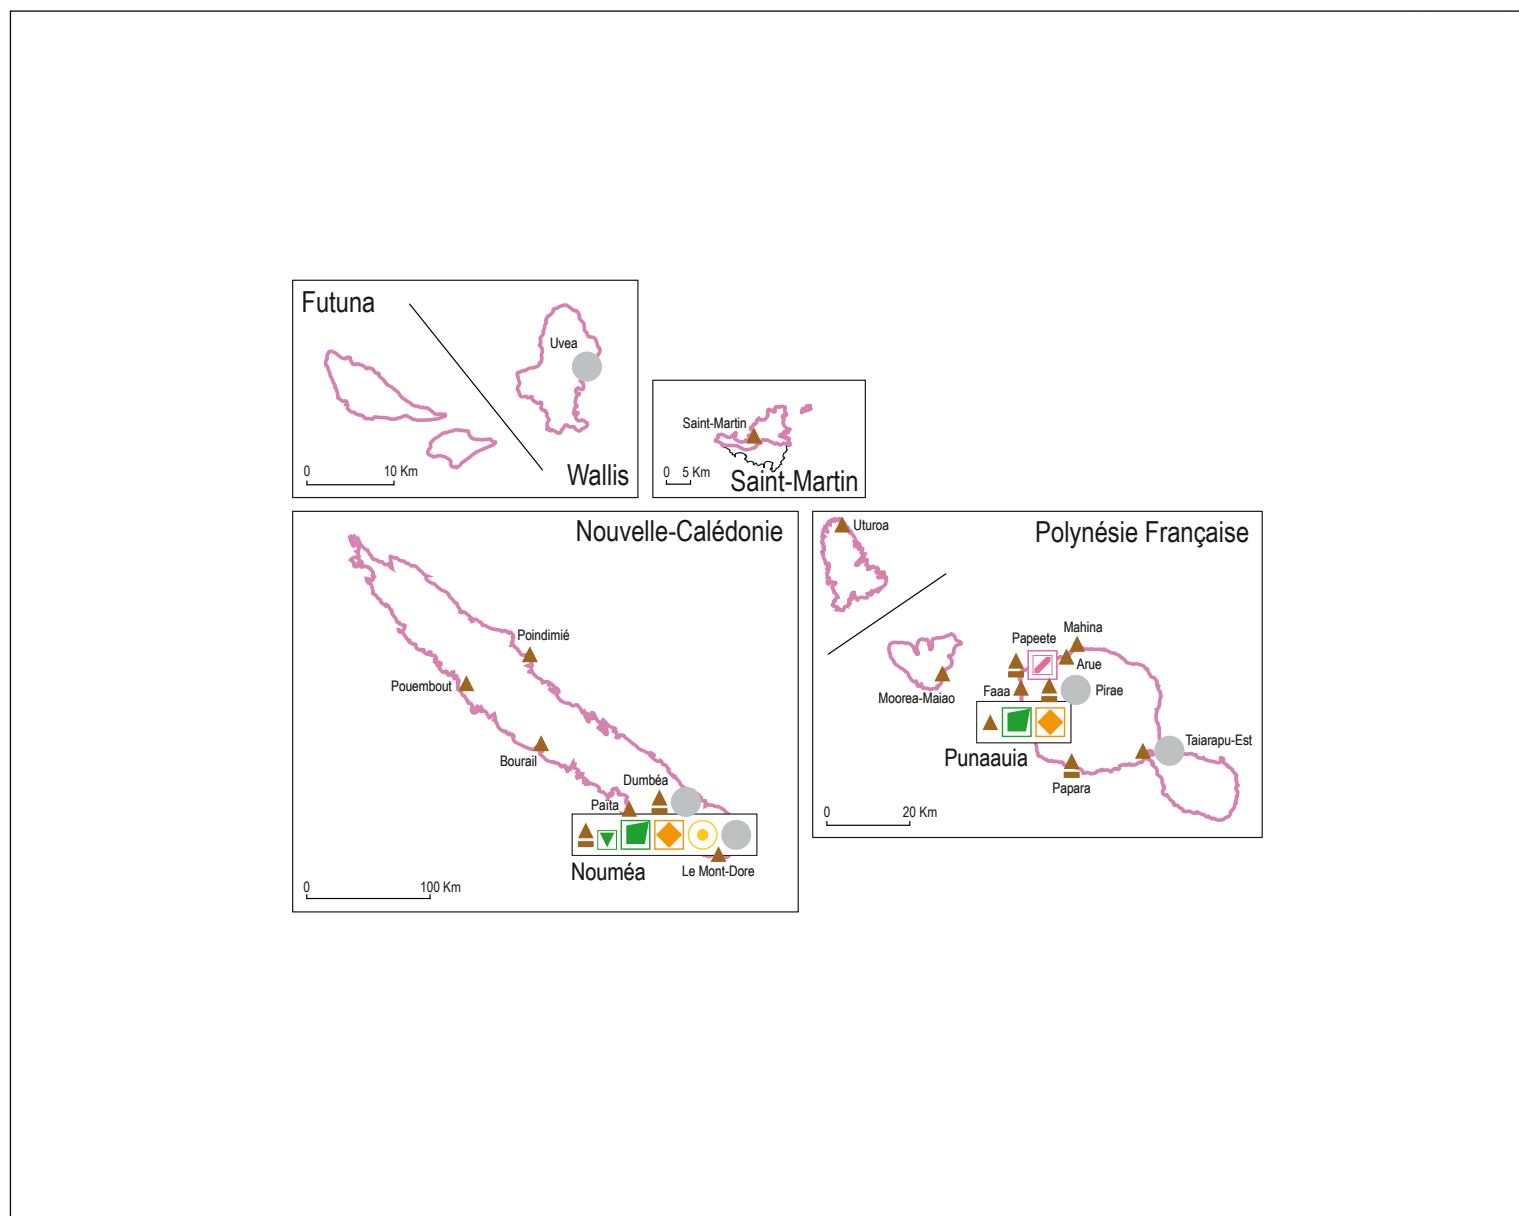 Futuna
Uvea
0 10 Km
Wallis
Saint-Martin
0 5 Km
Saint-Martin
Nouvelle-Calédonie
Poindimié
Pouembout
Bourail
Dumbéa
Païta
Nouméa
Le Mont-Dore
0 100 Km
Uturoa
Polynésie Française
Mahina
Papeete
Arue
Moorea-Maiao
Faaa
Pirae
Taiarapu-Est
Punaauia
Papara
0 20 Km